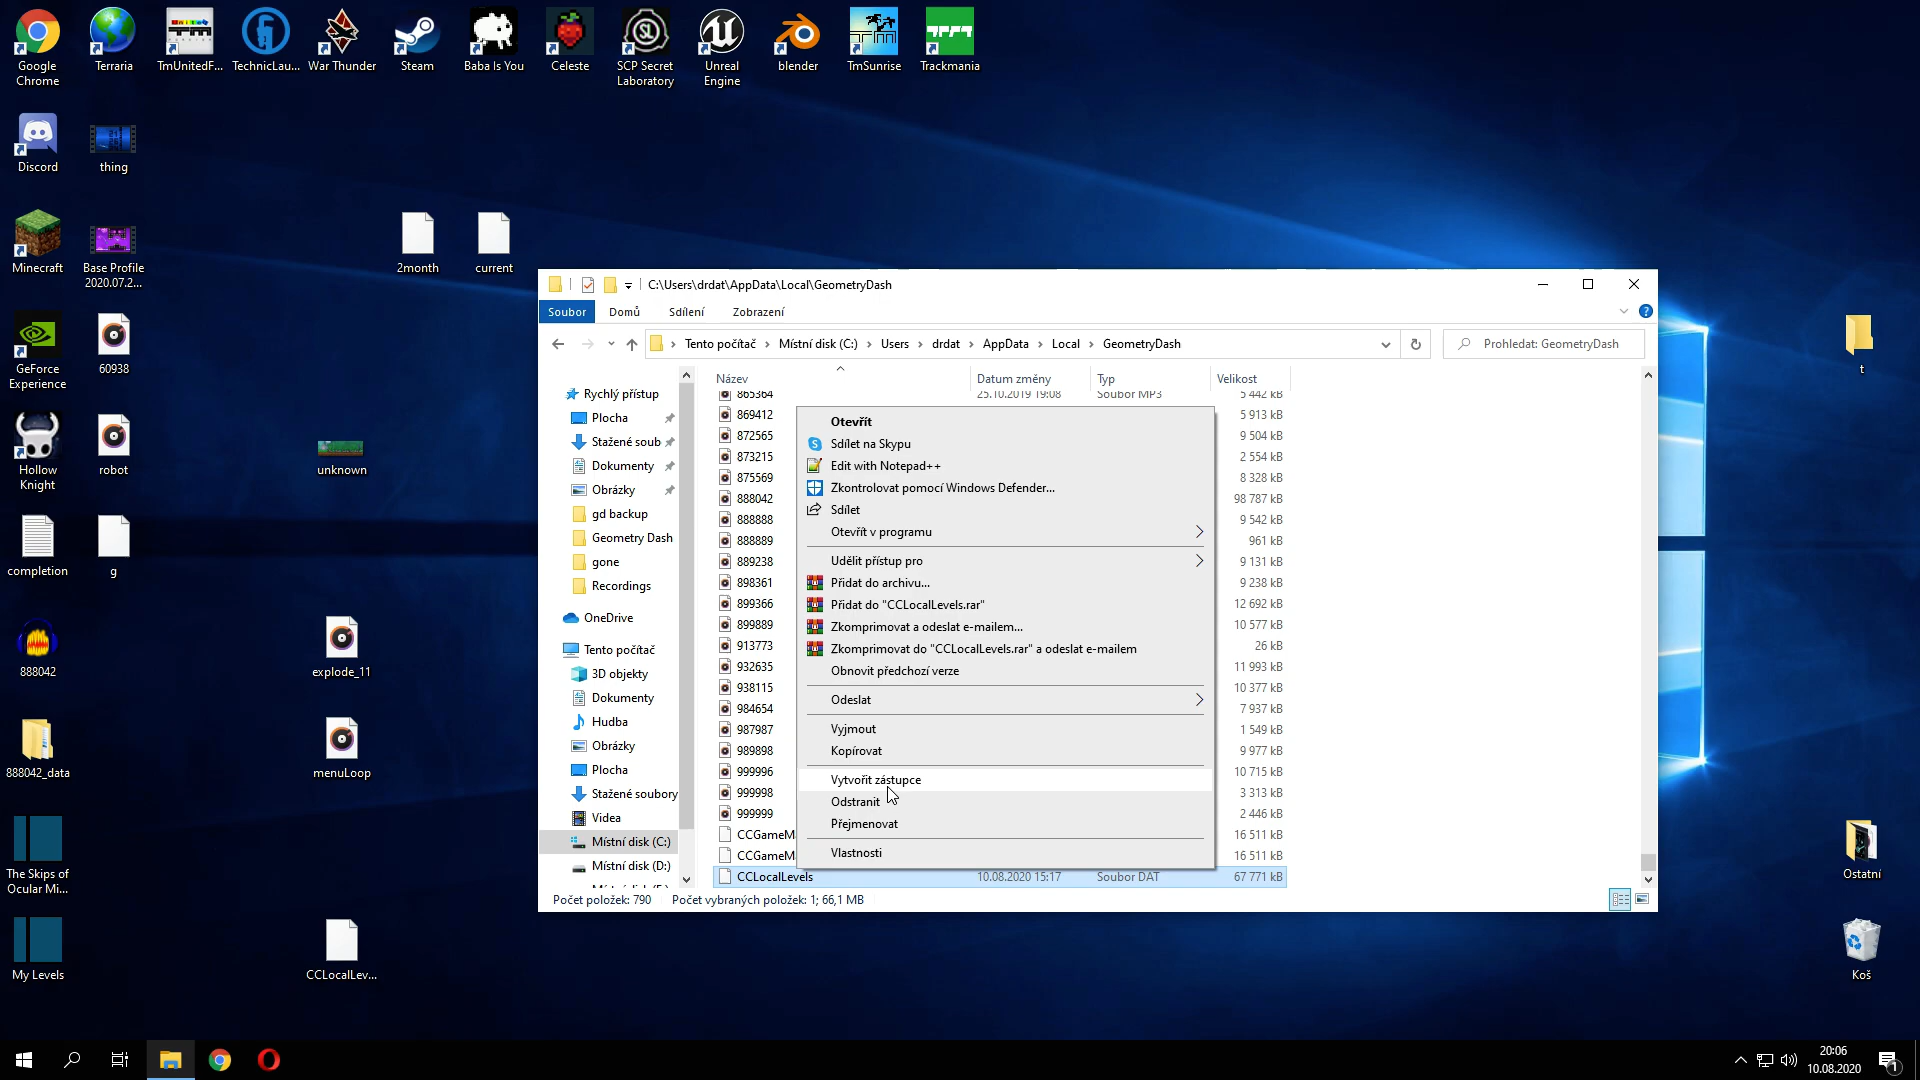 Google
Chrome
Terraria
TmUnitedF...
TechnicLau...
War Thunder
Steam
Baba Is You
Celeste
SCP Secret
Laboratory
Unreal
Engine
blender
TmSunrise
Trackmania
Discord
thing
Minecraft
Base Profile
2020.07.2...
2month
current
GeForce
Experience
60938
Hollow
Knight
robot
unknown
completion
g
888042
explode_11
888042_data
menuLoop
The Skips of
Ocular Mi...
My Levels
CCLocalLev...
t
Ostatní
Koš
C:\Users\drdat\AppData\Local\GeometryDash
Soubor
Domů
Sdílení
Zobrazení
Tento počítač
Místní disk (C:)
Users
drdat
AppData
Local
GeometryDash
Prohledat: GeometryDash
Rychlý přístup
Plocha
Stažené soub
Dokumenty
Obrázky
gd backup
Geometry Dash
gone
Recordings
OneDrive
Tento počítač
3D objekty
Dokumenty
Hudba
Obrázky
Plocha
Stažené soubory
Videa
Místní disk (C:)
Místní disk (D:)
Název
Datum změny
Typ
Velikost
865364 25.10.2019 19:08 Soubor MP3 5 442 kB
869412 5 913 kB
872565 9 504 kB
873215 2 554 kB
875569 8 328 kB
888042 98 787 kB
888888 9 542 kB
888889 961 kB
889238 9 131 kB
898361 9 238 kB
899366 12 692 kB
899889 10 577 kB
913773 26 kB
932635 11 993 kB
938115 10 377 kB
984654 7 937 kB
987987 1 549 kB
989898 9 977 kB
999996 10 715 kB
999998 3 313 kB
999999 2 446 kB
CCGameM 16 511 kB
CCGameM 16 511 kB
CCLocalLevels 10.08.2020 15:17 Soubor DAT 67 771 kB
Otevřít
Sdílet na Skypu
Edit with Notepad++
Zkontrolovat pomocí Windows Defender...
Sdílet
Otevřít v programu
Udělit přístup pro
Přidat do archivu...
Přidat do "CCLocalLevels.rar"
Zkomprimovat a odeslat e-mailem...
Zkomprimovat do "CCLocalLevels.rar" a odeslat e-mailem
Obnovit předchozí verze
Odeslat
Vyjmout
Kopírovat
Vytvořit zástupce
Odstranit
Přejmenovat
Vlastnosti
Počet položek: 790
Počet vybraných položek: 1; 66,1 MB
20:06
10.08.2020
1